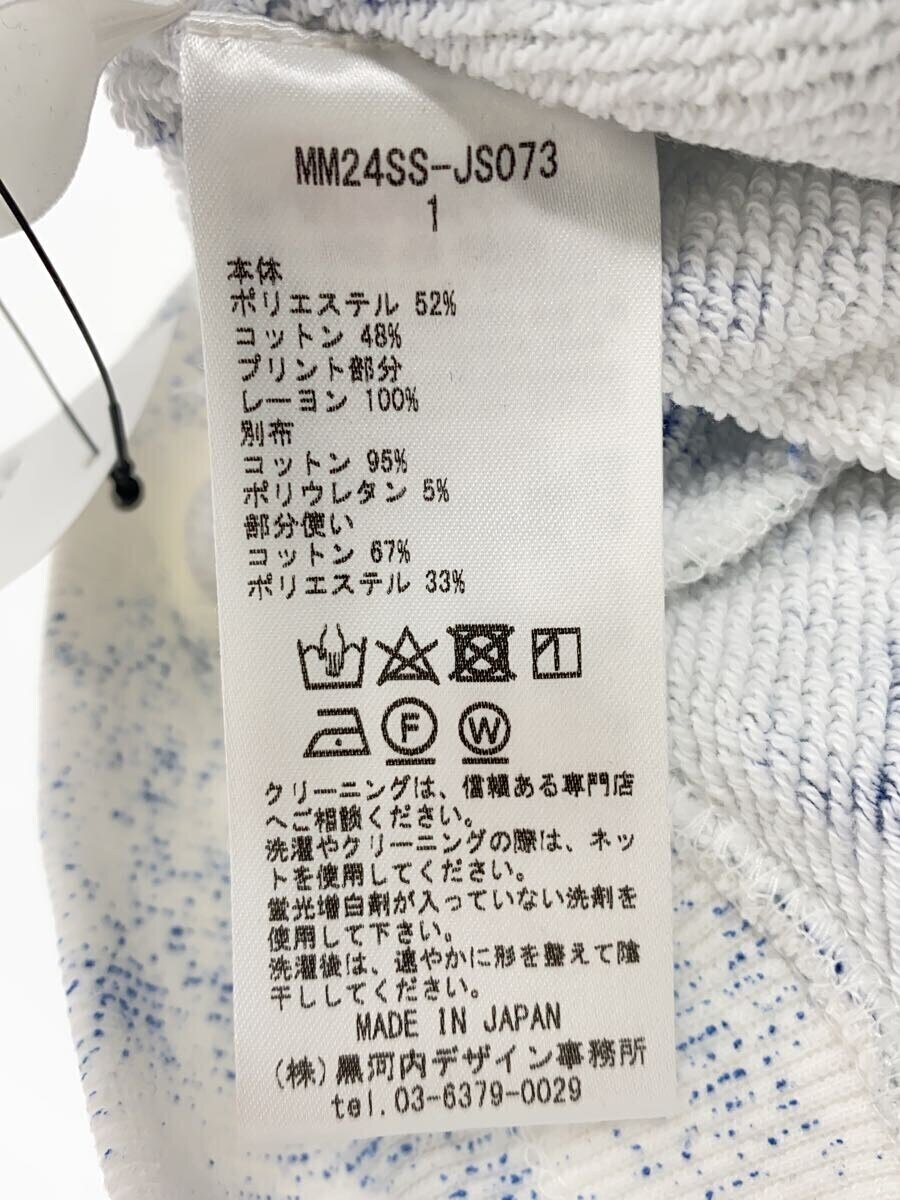 MM24SS-JS073
1
本体
ポリエステル 52%
コットン 48%
プリント部分
レーヨン 100%
別布
コットン 95%
ポリウレタン 5%
部分使い
コットン 67%
ポリエステル 33%
F W
クリーニングは、信頼ある専門店
へご相談ください。
洗濯やクリーニングの際は、ネッ
トを使用してください。
蛍光増白剤が入っていない洗剤を
使用して下さい。
洗濯後は、速やかに形を整えて陰
干ししてください。
MADE IN JAPAN
(株)黒河内デザイン事務所
tel.03-6379-0029